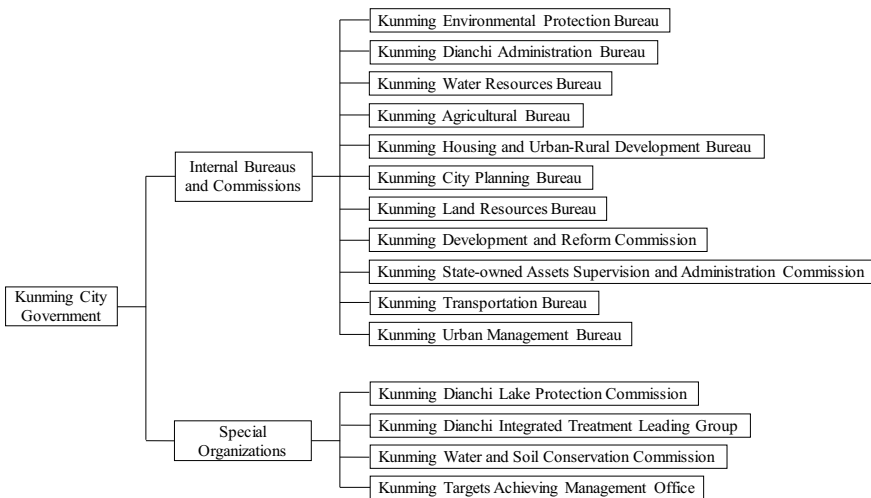 Kunming Environmental Protection Bureau
Kunming Dianchi Administration Bureau
Kunming Water Resources Bureau
Kunming Agricultural Bureau
Kunming Housing and Urban-Rural Development Bureau
Internal Bureaus
and Commissions
Kunming City Planning Bureau
Kunming Land Resources Bureau
Kunming Development and Reform Commission
Kunming State-owned Assets Supervision and Administration Commission
Kunming City
Government
Kunming Transportation Bureau
Kunming Urban Management Bureau
Kunming Dianchi Lake Protection Commission
Special
Organizations
Kunming Dianchi Integrated Treatment Leading Group
Kunming Water and Soil Conservation Commission
Kunming Targets Achieving Management Office